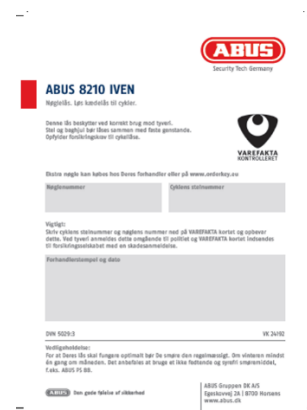 ABUS
Security Tech Germany
ABUS 8210 IVEN
Nøglelås. Løs kædelås til cykler.
Denne lås beskytter ved korrekt brug mod tyveri.
Stel og baghjul bør låses sammen med faste genstande.
Opfylder forsikringskrav til cykellåse.
VAREFAKTA
KONTROLLERET
Ekstra nøgle kan købes hos Deres forhandler eller på www.orderkey.eu
Nøglenummer
Cyklens stelnummer
Vigtigt:
Skriv cyklens stelnummer og nøglens nummer ned på VAREFAKTA kortet og opbevar
dette. Ved tyveri anmeldes dette omgående til politiet og VAREFAKTA kortet indsendes
til forsikringsselskabet med en skadesanmeldelse.
Forhandlerstempel og dato
DVN 5029:3
VK 24192
Vedligeholdelse:
For at Deres lås skal fungere optimalt bør De smøre den regelmæssigt. Om vinteren mindst
én gang om måneden. Det anbefales at bruge et ikke fedtende og syrefri smøremiddel,
f.eks. ABUS PS 88.
ABUS
Den gode følelse af sikkerhed
ABUS Gruppen DK A/S
Egeskovvej 2A | 8700 Horsens
www.abus.dk